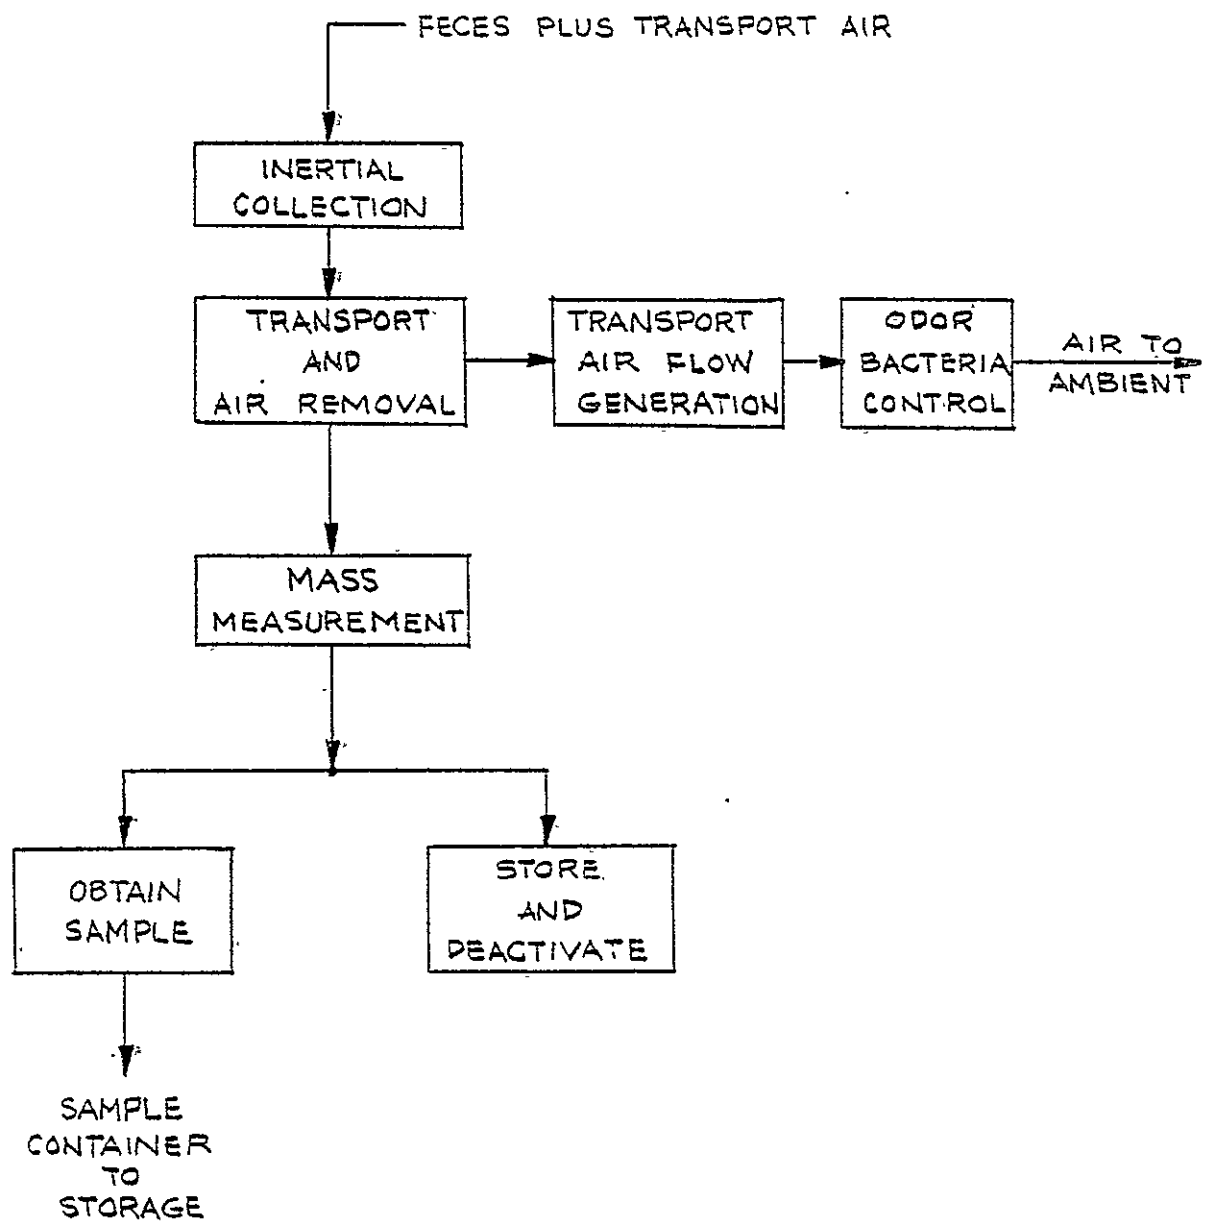 FECES PLUS TRANSPORT AIR
INERTIAL
COLLECTION
TRANSPORT
AND
AIR REMOVAL
TRANSPORT
AIR FLOW
GENERATION
ODOR
BACTERIA
CONTROL
AIR TO
AMBIENT
MASS
MEASUREMENT
OBTAIN
SAMPLE
STORE
AND
DEACTIVATE
SAMPLE
CONTAINER
TO
STORAGE